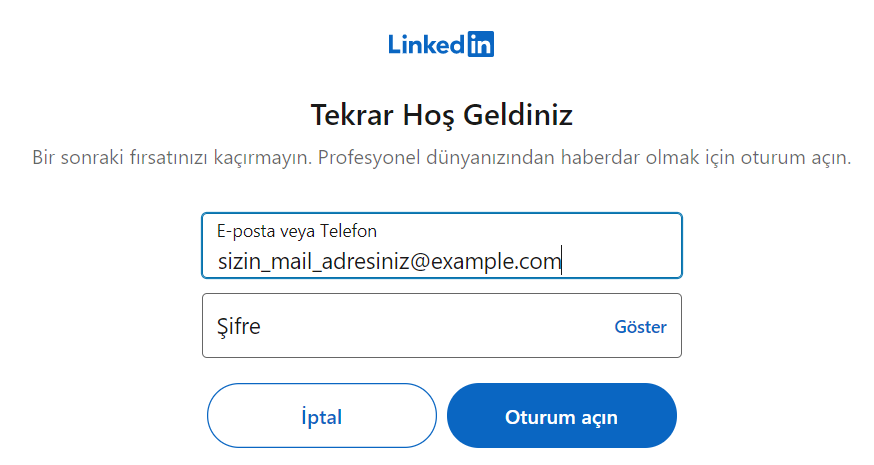 LinkedIn
Tekrar Hoş Geldiniz
Bir sonraki fırsatınızı kaçırmayın. Profesyonel dünyanızından haberdar olmak için oturum açın.
E-posta veya Telefon
sizin_mail_adresiniz@example.com
Şifre Göster
İptal Oturum açın